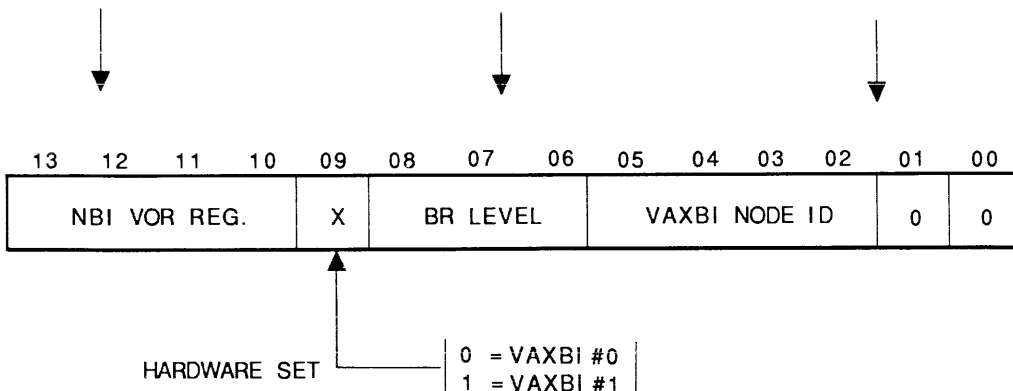 13 12 11 10 09 08 07 06 05 04 03 02 01 00
NBI VOR REG. X BR LEVEL VAXBI NODE ID 0 0
0 = VAXBI #0
HARDWARE SET
1 = VAXBI #1